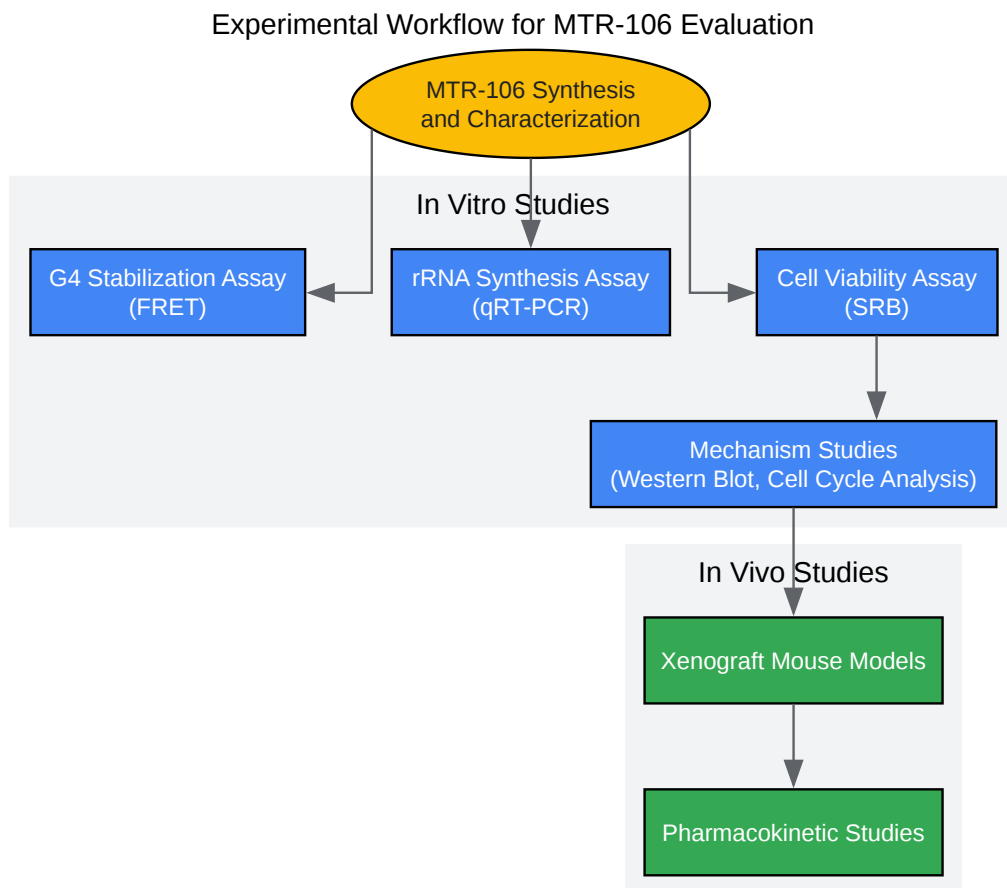 Experimental Workflow for MTR-106 Evaluation
MTR-106 Synthesis
and Characterization
In Vitro Studies
G4 Stabilization Assay
(FRET)
rRNA Synthesis Assay
(qRT-PCR)
Cell Viability Assay
(SRB)
Mechanism Studies
(Western Blot, Cell Cycle Analysis)
In Vivo Studies
Xenograft Mouse Models
Pharmacokinetic Studies